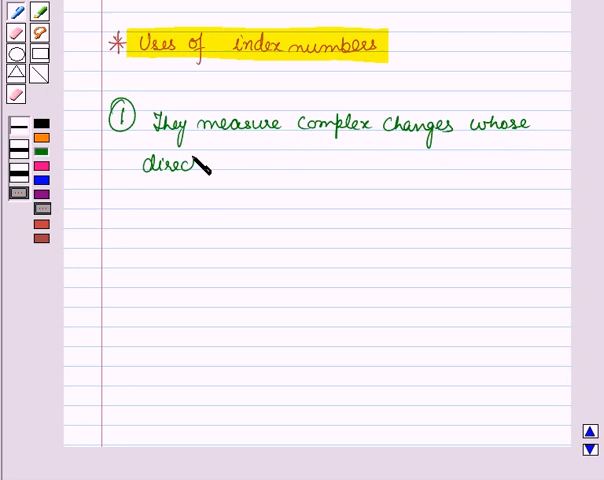 * Uses of index numbers
① They measure complex changes whose
direc